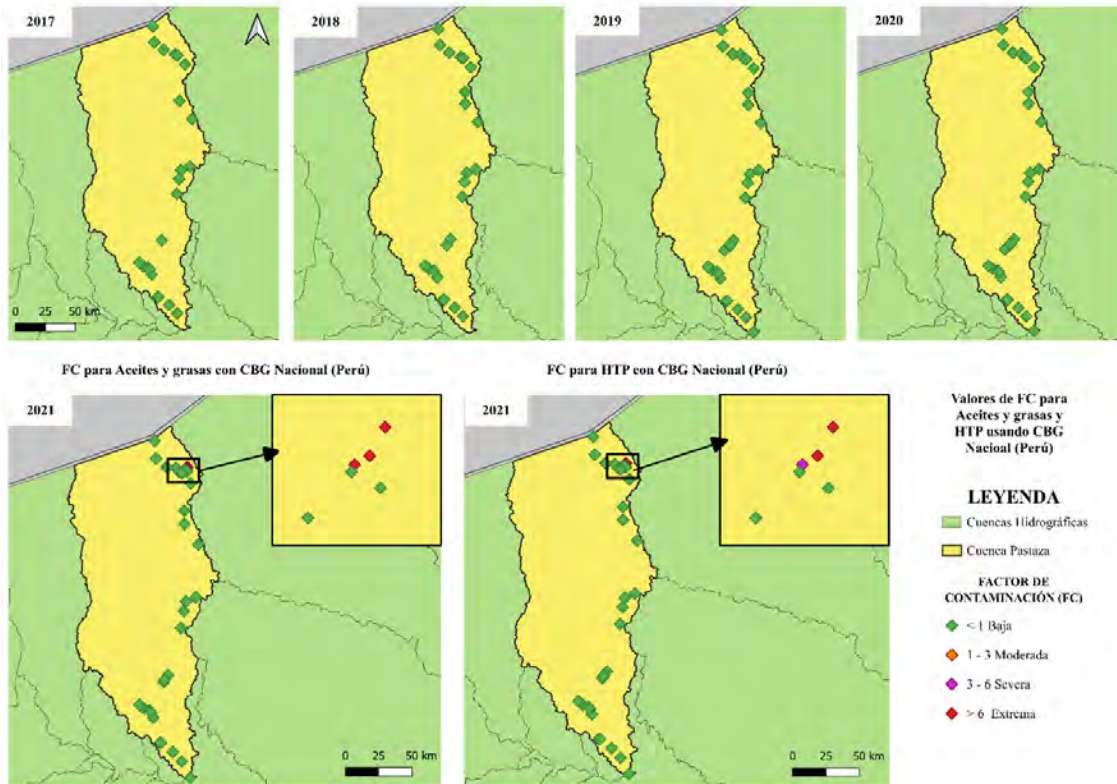 2017
2018
2019
2020
0 25 50 km
FC para Aceites y grasas con CBG Nacional (Perú)
FC para HTP con CBG Nacional (Perú)
2021
2021
Valores de FC para
Aceites y grasas y
HTP usando CBG
Nacioal (Perú)
LEYENDA
Cuencas Hidrográficas
Cuenca Pastaza
FACTOR DE
CONTAMINACIÓN (FC)
< 1 Baja
1 - 3 Moderada
3 - 6 Severa
> 6 Extrema
0 25 50 km
0 25 50 km